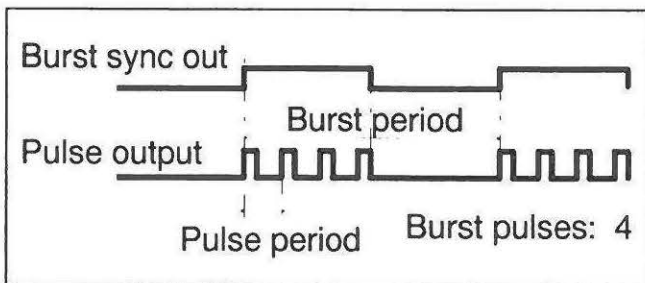 Burst sync out
Burst period
Pulse output
Pulse period
Burst pulses: 4